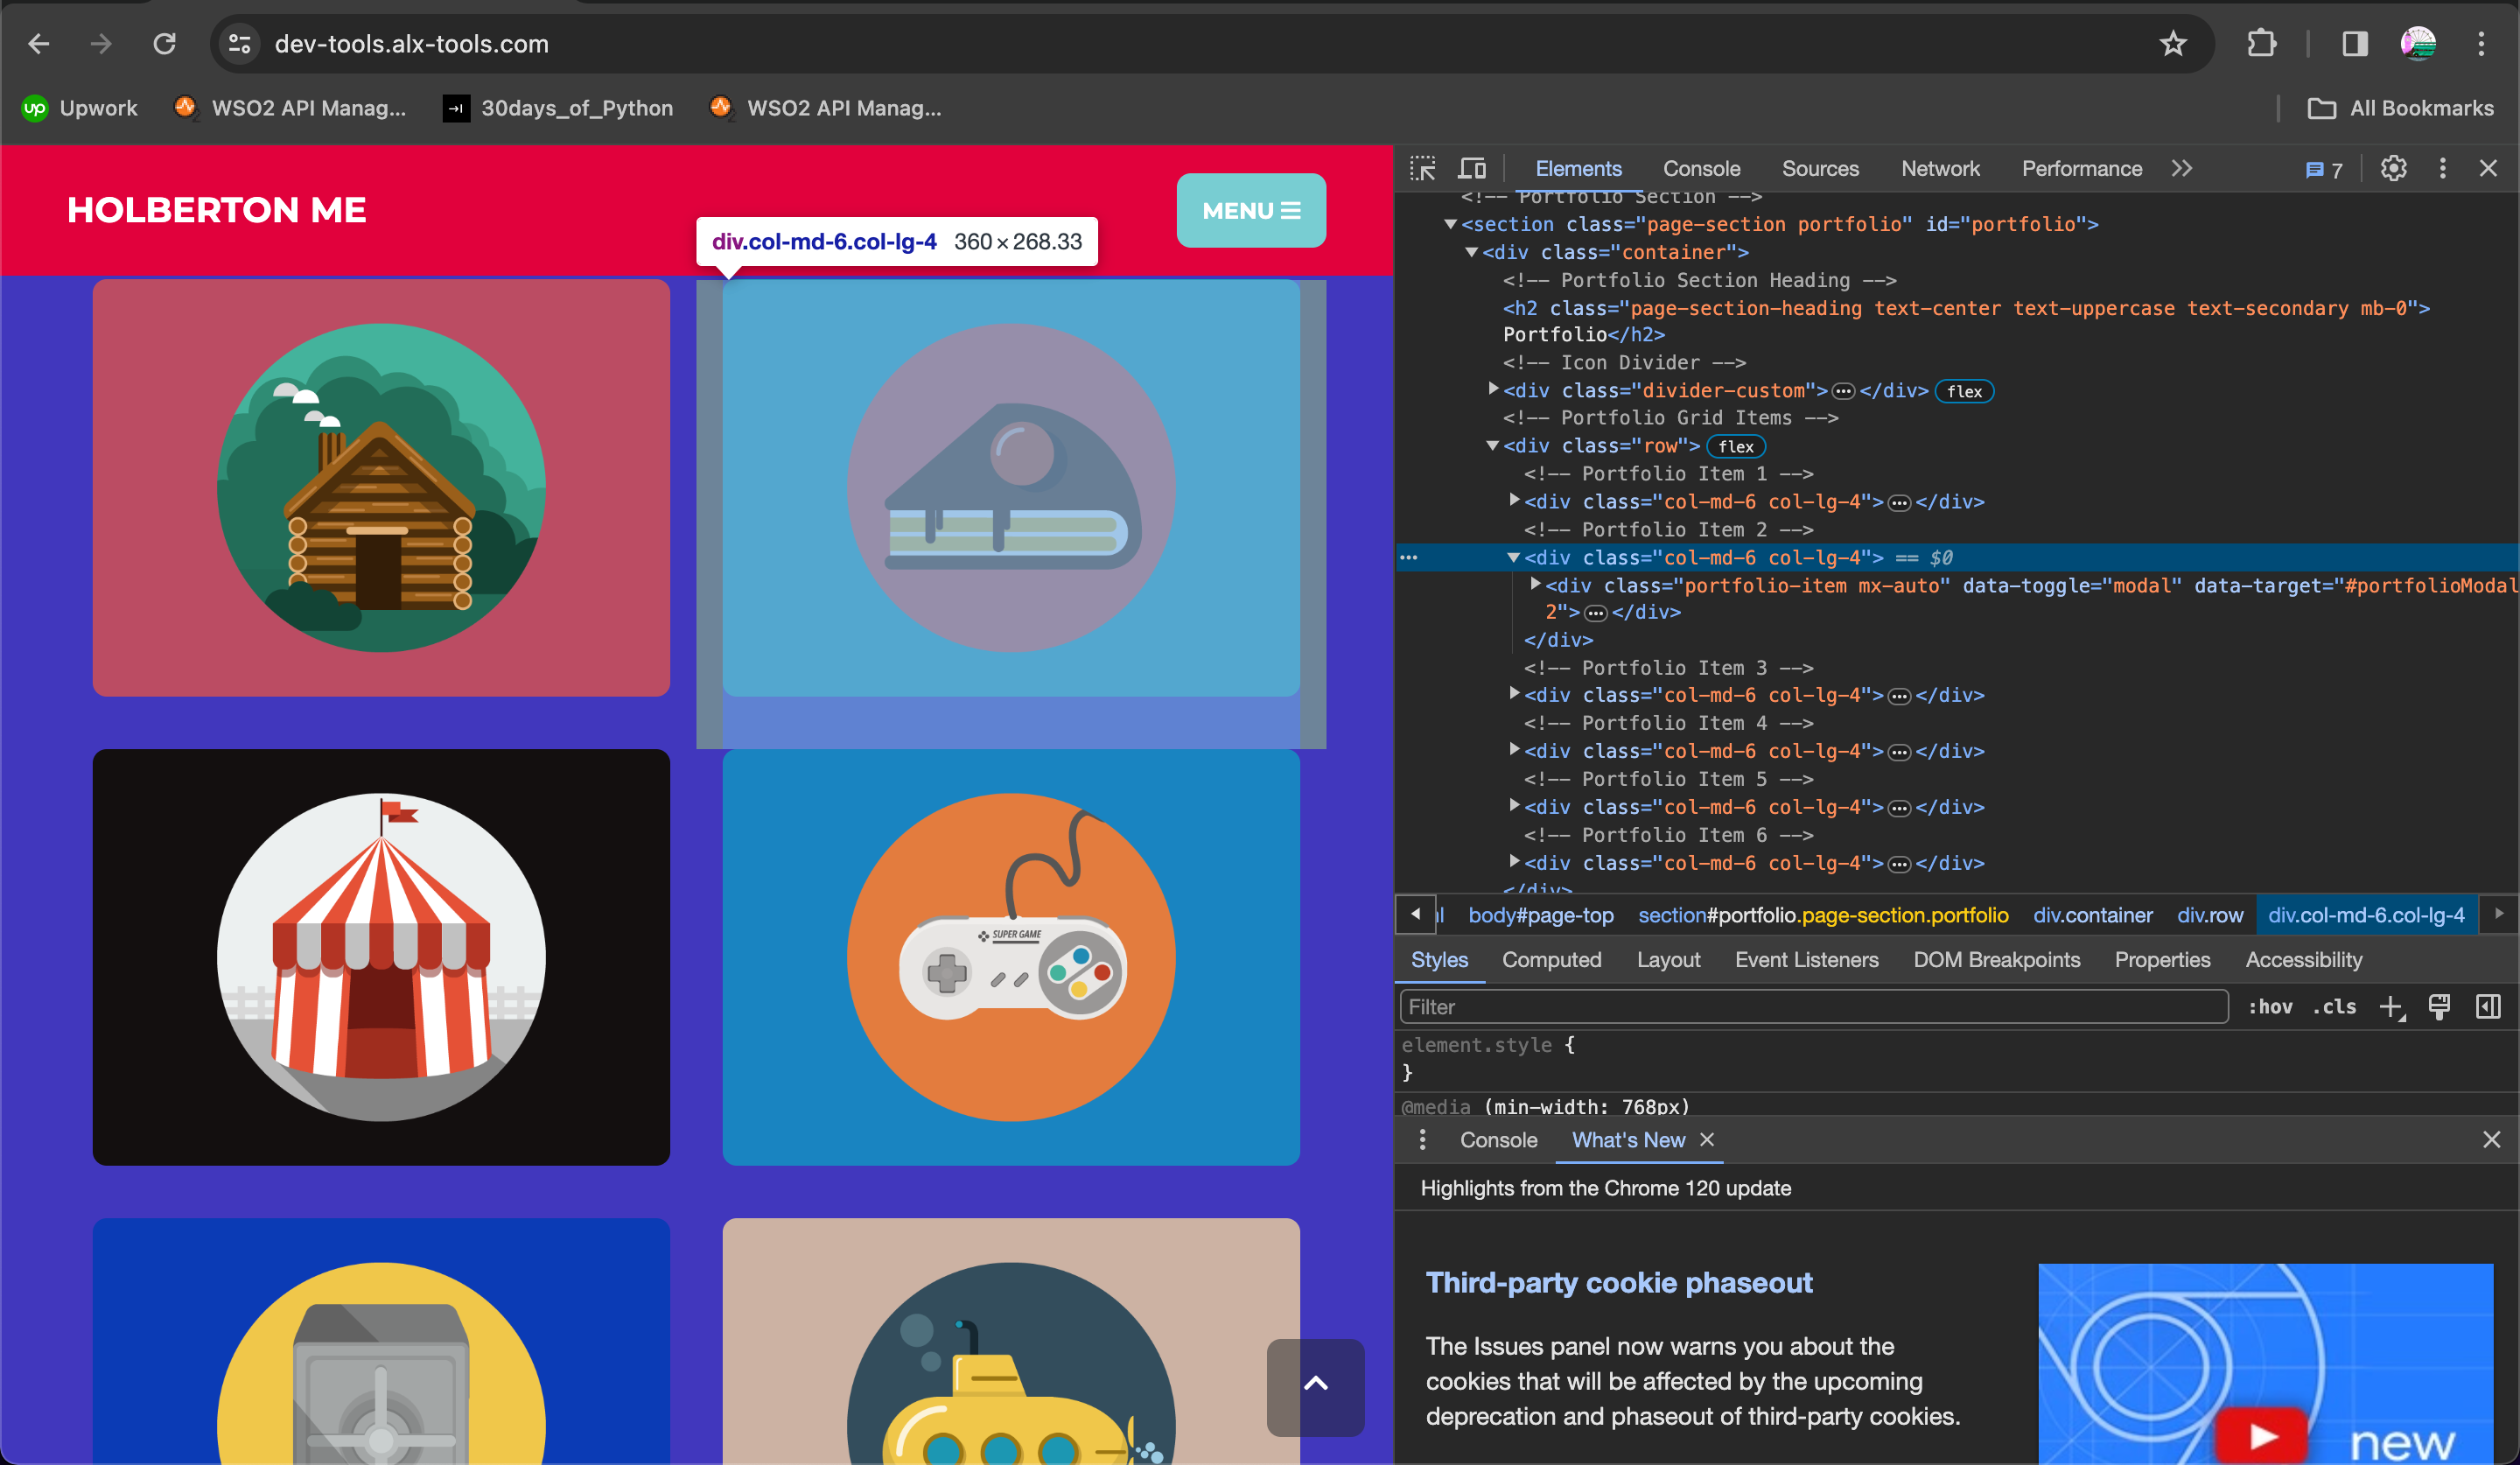 dev-tools.alx-tools.com
Upwork
WSO2 API Manag...
30days_of_Python
WSO2 API Manag...
All Bookmarks
HOLBERTON ME
MENU
div.col-md-6.col-lg-4 360 × 268.33
SUPER GAME
Elements Console Sources Network Performance 7
<!-- Portfolio Section -->
<section class="page-section portfolio" id="portfolio">
<div class="container">
<!-- Portfolio Section Heading -->
<h2 class="page-section-heading text-center text-uppercase text-secondary mb-0">
Portfolio</h2>
<!-- Icon Divider -->
<div class="divider-custom">…</div> flex
<!-- Portfolio Grid Items -->
<div class="row"> flex
<!-- Portfolio Item 1 -->
<div class="col-md-6 col-lg-4">…</div>
<!-- Portfolio Item 2 -->
<div class="col-md-6 col-lg-4"> == $0
<div class="portfolio-item mx-auto" data-toggle="modal" data-target="#portfolioModal
2">…</div>
</div>
<!-- Portfolio Item 3 -->
<div class="col-md-6 col-lg-4">…</div>
<!-- Portfolio Item 4 -->
<div class="col-md-6 col-lg-4">…</div>
<!-- Portfolio Item 5 -->
<div class="col-md-6 col-lg-4">…</div>
<!-- Portfolio Item 6 -->
<div class="col-md-6 col-lg-4">…</div>
</div>
body#page-top section#portfolio.page-section.portfolio div.container div.row div.col-md-6.col-lg-4
Styles Computed Layout Event Listeners DOM Breakpoints Properties Accessibility
Filter :hov .cls
element.style {
}
@media (min-width: 768px)
Console What's New
Highlights from the Chrome 120 update
Third-party cookie phaseout
The Issues panel now warns you about the
cookies that will be affected by the upcoming
deprecation and phaseout of third-party cookies.
new